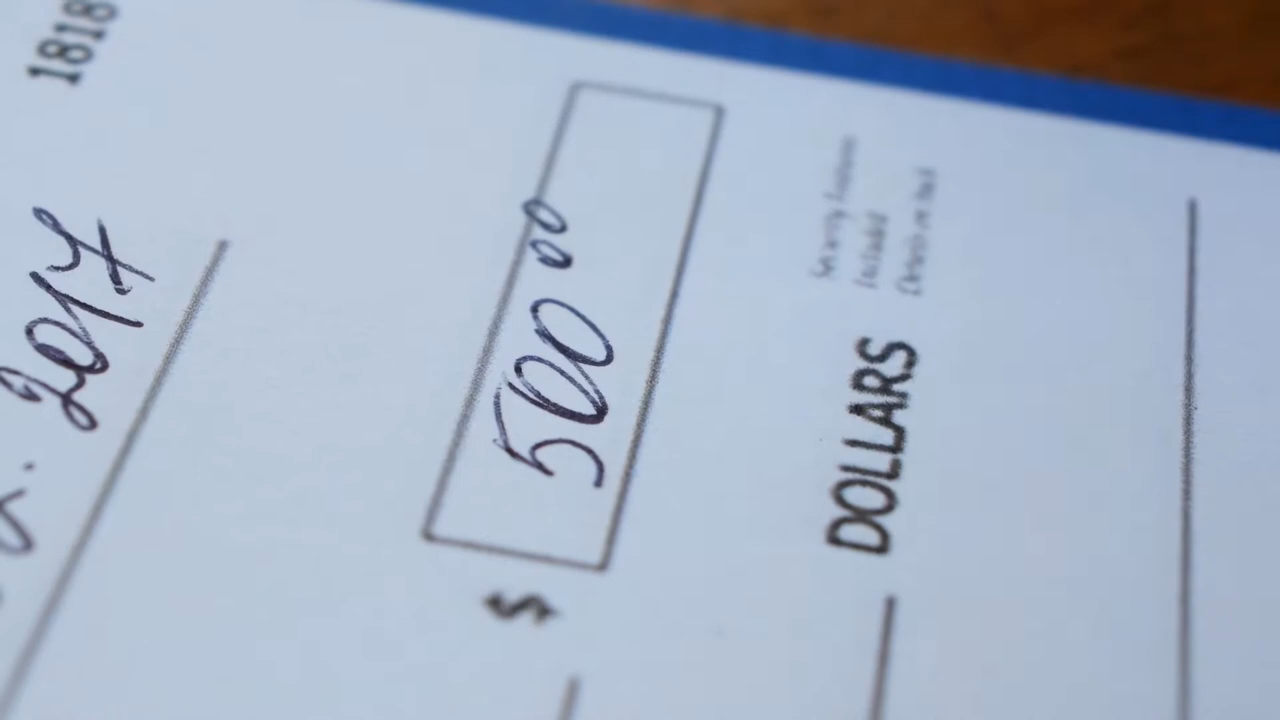 1818
2017
$ 500 00
DOLLARS
Security Features
Included
Details on Back